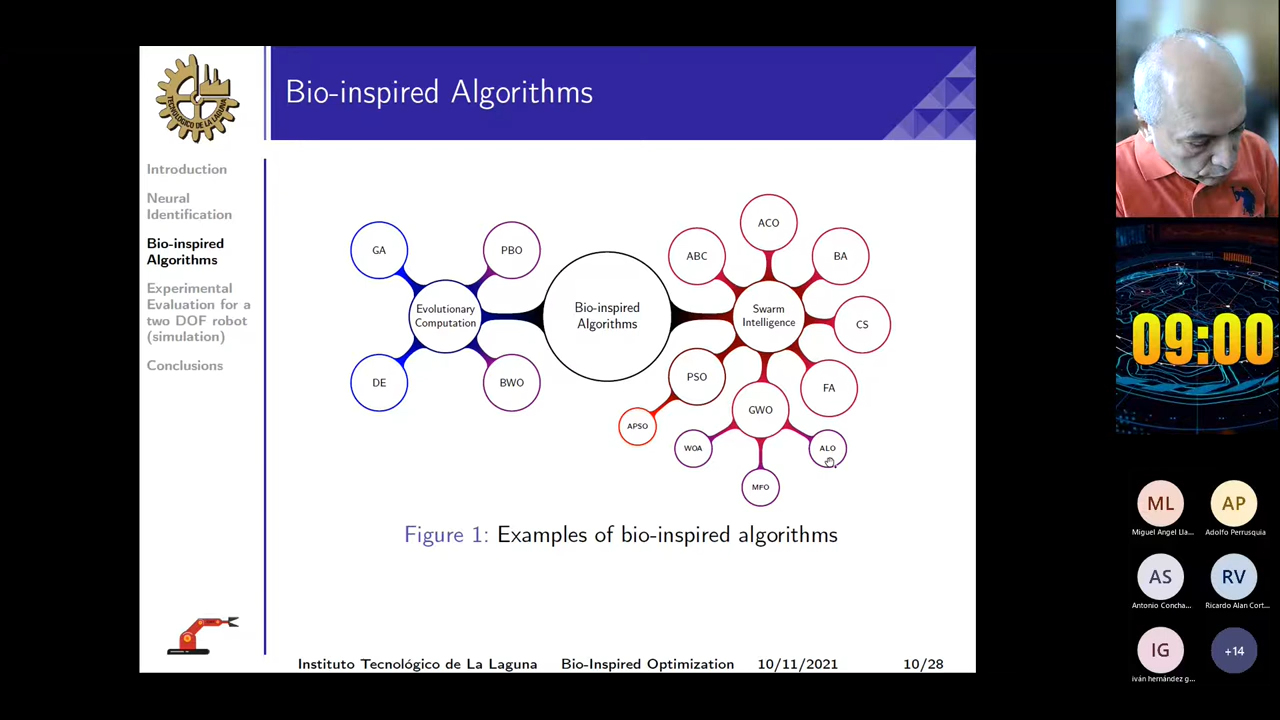 Bio-inspired Algorithms
TECNOLÓGICO DE LA LAGUNA
Introduction
Neural
Identification
Bio-inspired
Algorithms
Experimental
Evaluation for a
two DOF robot
(simulation)
Conclusions
GA
PBO
Evolutionary
Computation
DE
BWO
Bio-inspired
Algorithms
ACO
ABC
BA
Swarm
Intelligence
CS
PSO
FA
GWO
APSO
WOA
ALO
MFO
Figure 1: Examples of bio-inspired algorithms
Instituto Tecnológico de La Laguna Bio-Inspired Optimization 10/11/2021 10/28
09:00
ML
AP
Miguel Angel Lla...
Adolfo Perrusquia
AS
RV
Antonio Concha...
Ricardo Alan Cort...
IG
+14
iván hernández g...